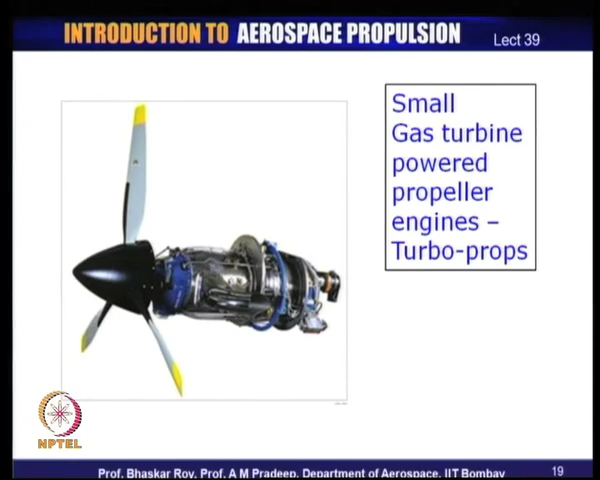 INTRODUCTION TO AEROSPACE PROPULSION
Lect 39
Small
Gas turbine
powered
propeller
engines –
Turbo-props
NPTEL
Prof. Bhaskar Roy, Prof. A M Pradeep, Department of Aerospace, IIT Bombay
19